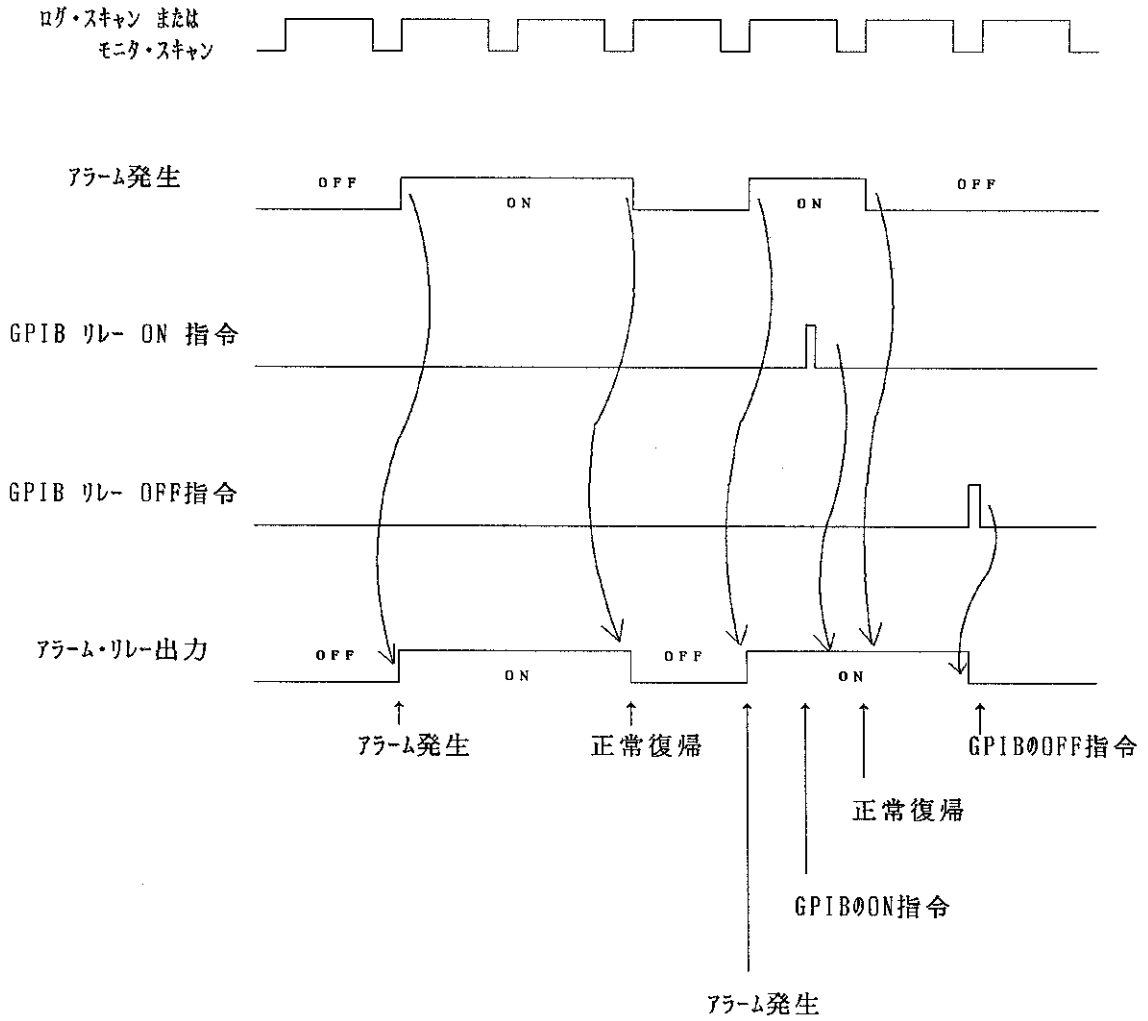 ログ・スキャン または
モニタ・スキャン
アラーム発生
OFF
ON
ON
OFF
GPIB リレー ON 指令
GPIB リレー OFF指令
アラーム・リレー出力
OFF
ON
OFF
ON
アラーム発生
正常復帰
GPIBのOFF指令
正常復帰
GPIBのON指令
アラーム発生